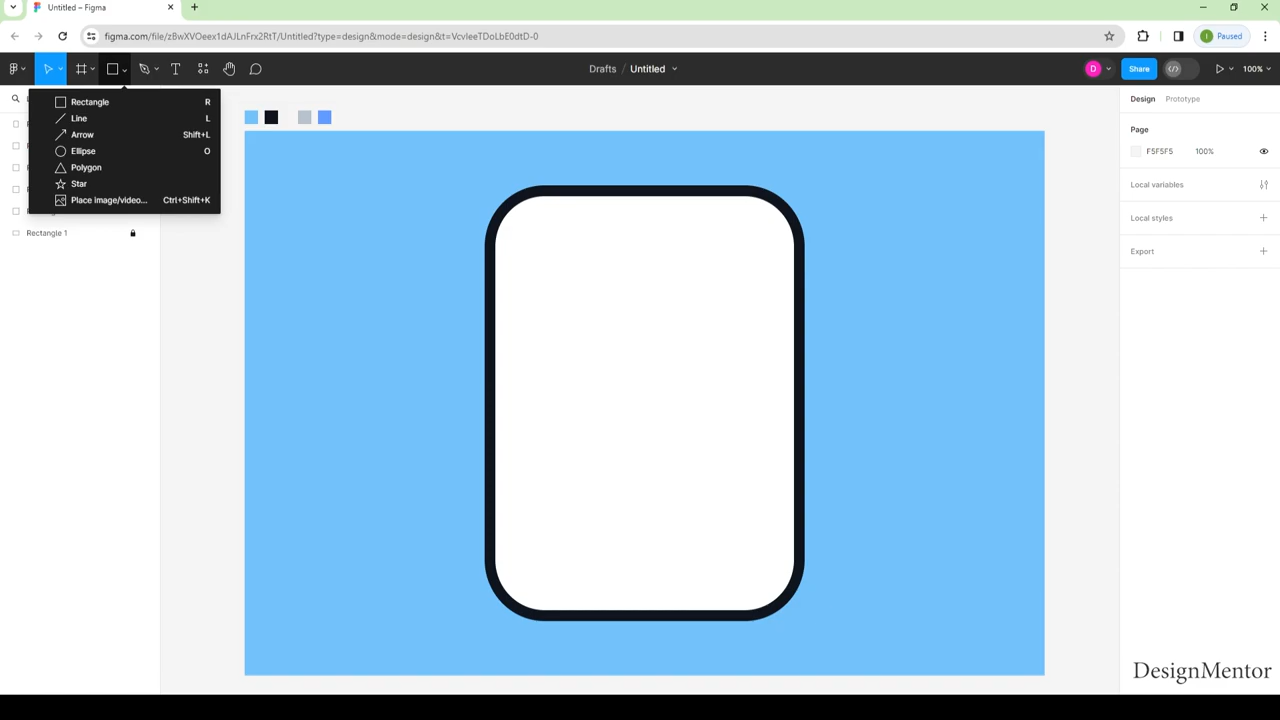 Untitled – Figma
figma.com/file/zBwXVOeex1dAJLnFrx2RtT/Untitled?type=design&mode=design&t=VcvIeeTDoLbE0dtD-0
I Paused
Drafts / Untitled
D
Share
100%
Rectangle R
Line L
Arrow Shift+L
Ellipse O
Polygon
Star
Place image/video... Ctrl+Shift+K
Rectangle 1
Design Prototype
Page
F5F5F5 100%
Local variables
Local styles
Export
DesignMentor